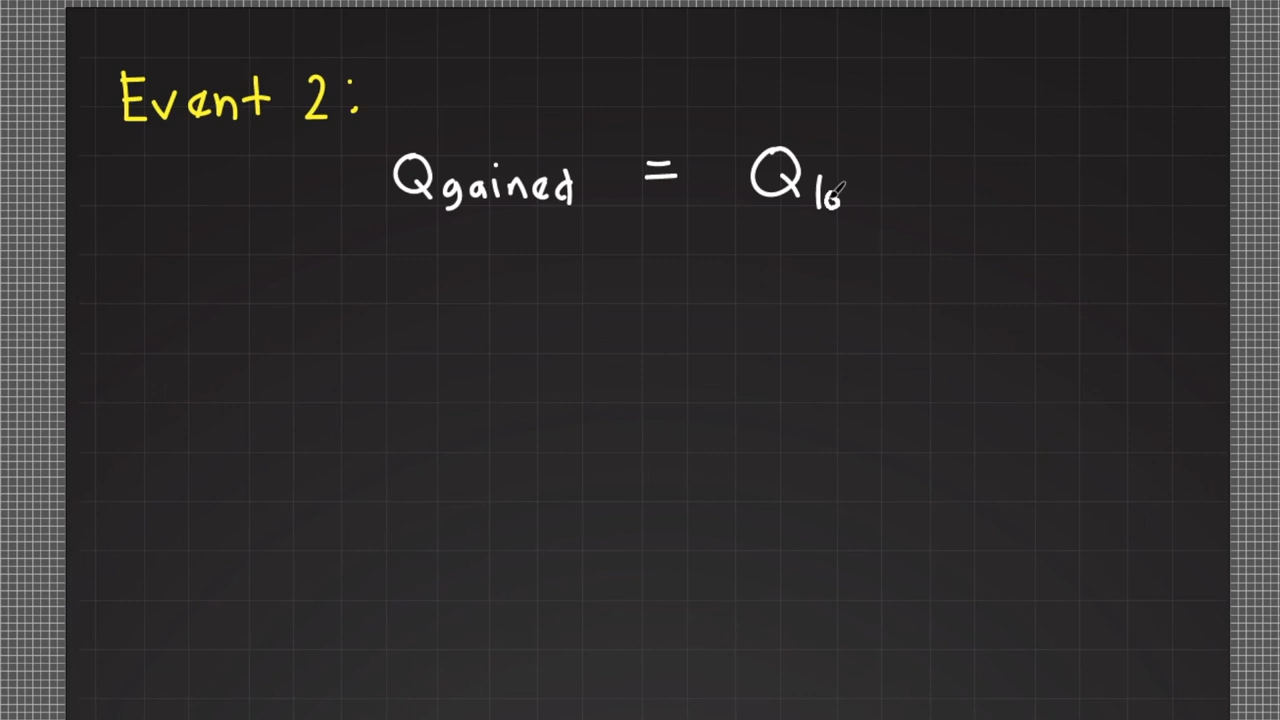 Event 2:
Qgained = Qlo